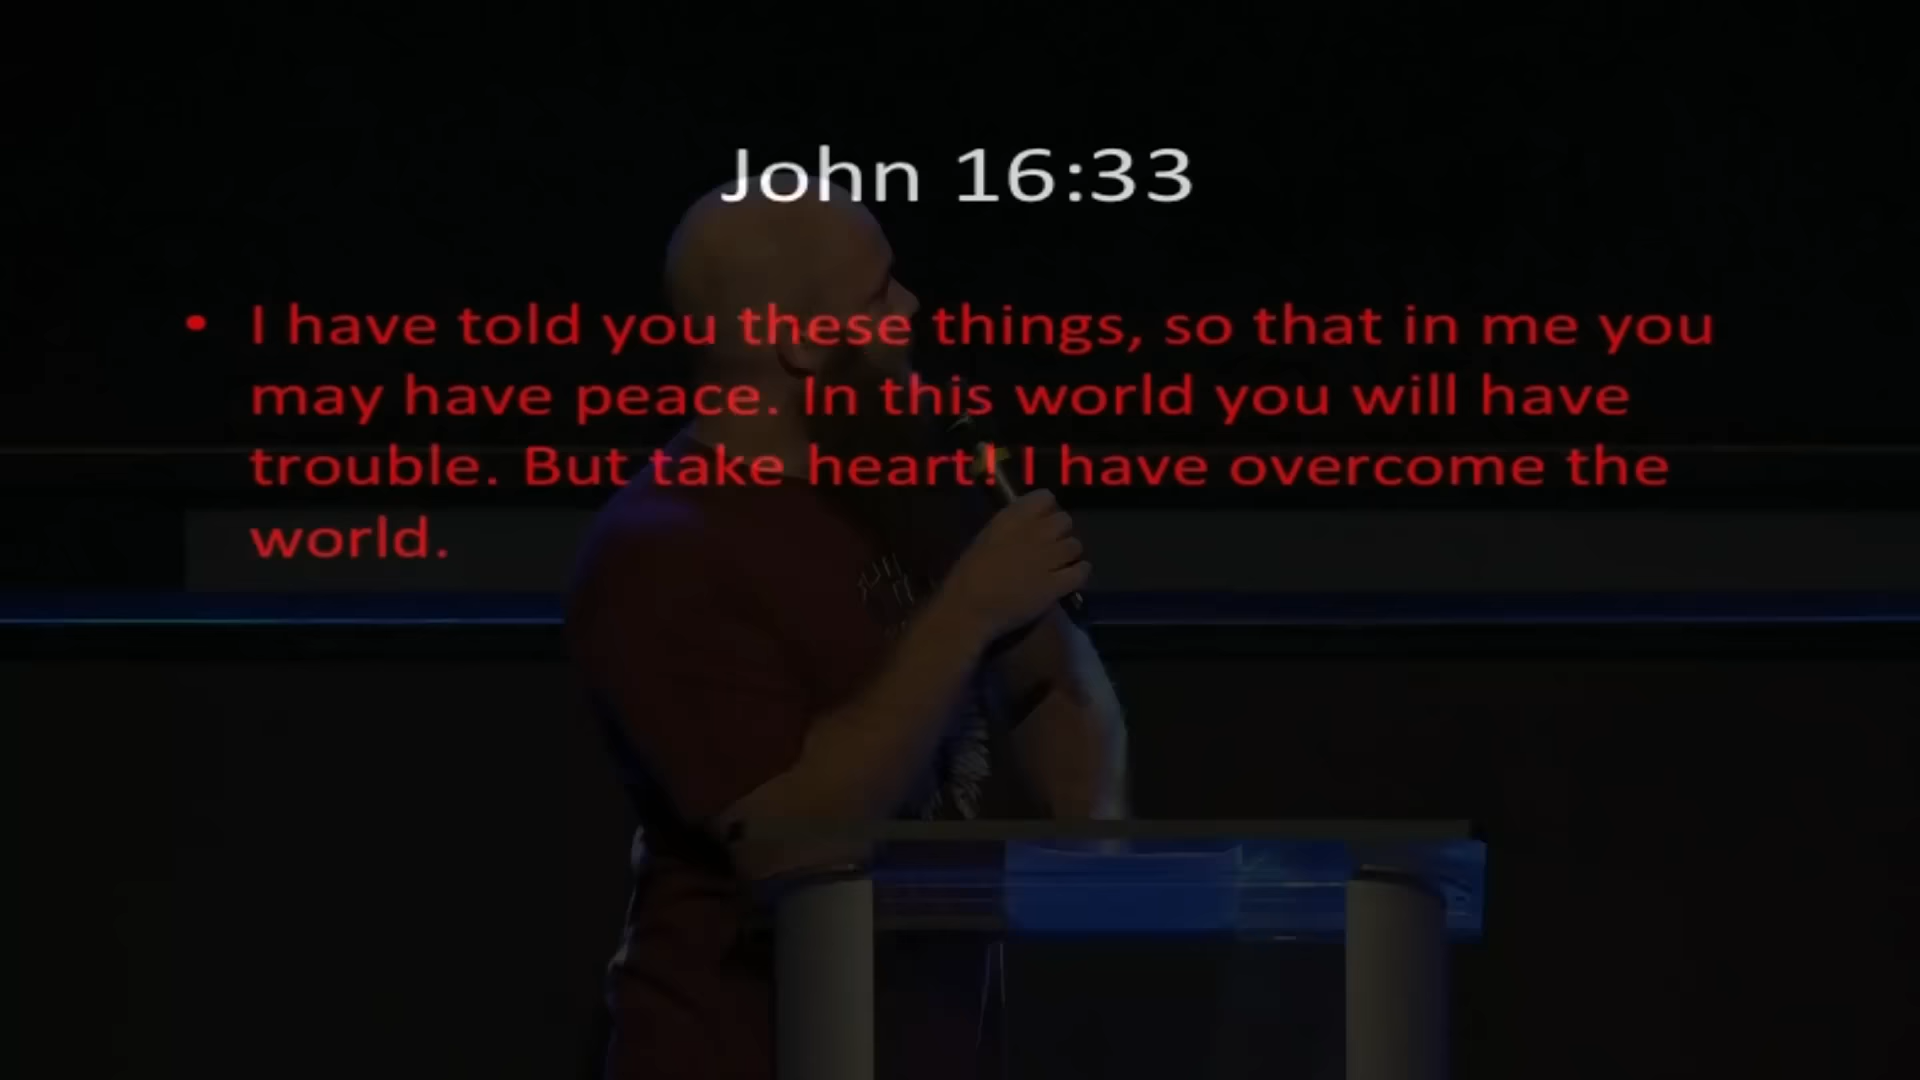 John 16:33
• I have told you these things, so that in me you
may have peace. In this world you will have
trouble. But take heart! I have overcome the
world.